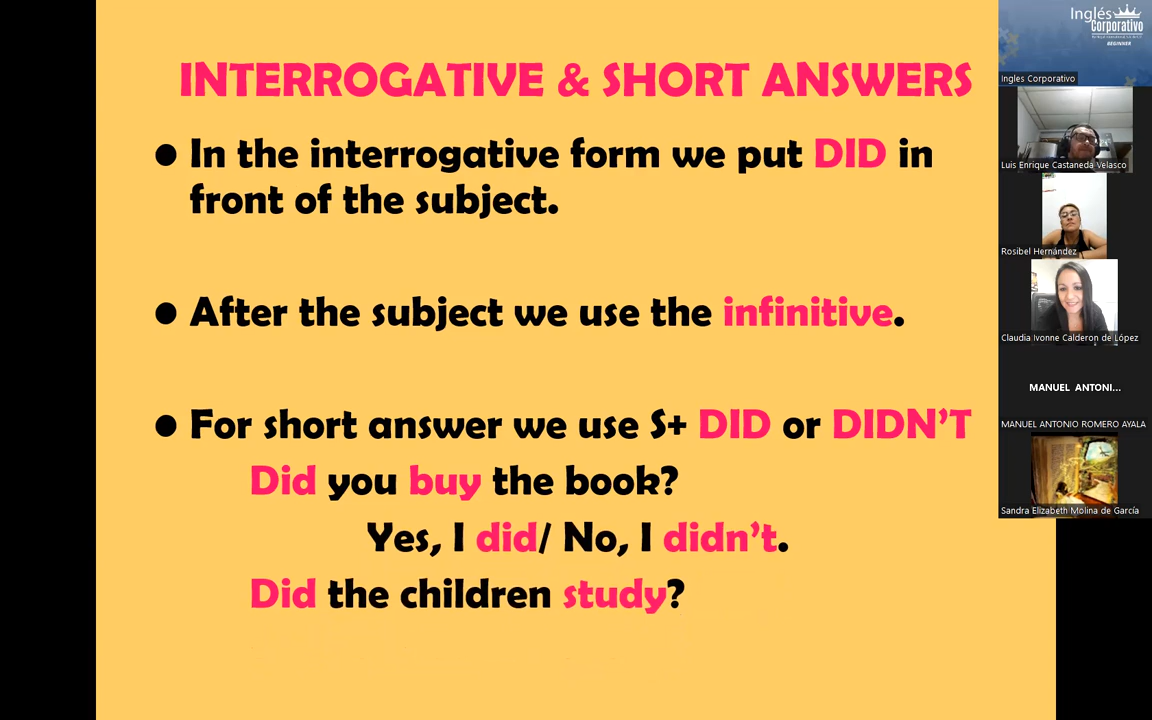 INTERROGATIVE & SHORT ANSWERS
• In the interrogative form we put DID in
front of the subject.
• After the subject we use the infinitive.
• For short answer we use S+ DID or DIDN’T
Did you buy the book?
Yes, I did/ No, I didn’t.
Did the children study?
Inglés
Corporativo
BEGINNER
Ingles Corporativo
Luis Enrique Castaneda Velasco
Rosibel Hernández
Claudia Ivonne Calderon de López
MANUEL ANTONI...
MANUEL ANTONIO ROMERO AYALA
Sandra Elizabeth Molina de García